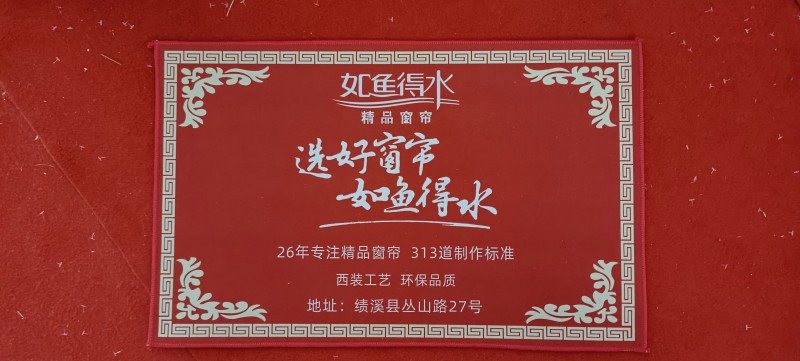 如鱼得水
精品窗帘
选好窗帘
如鱼得水
26年专注精品窗帘 313道制作标准
西装工艺 环保品质
地址：绩溪县丛山路27号